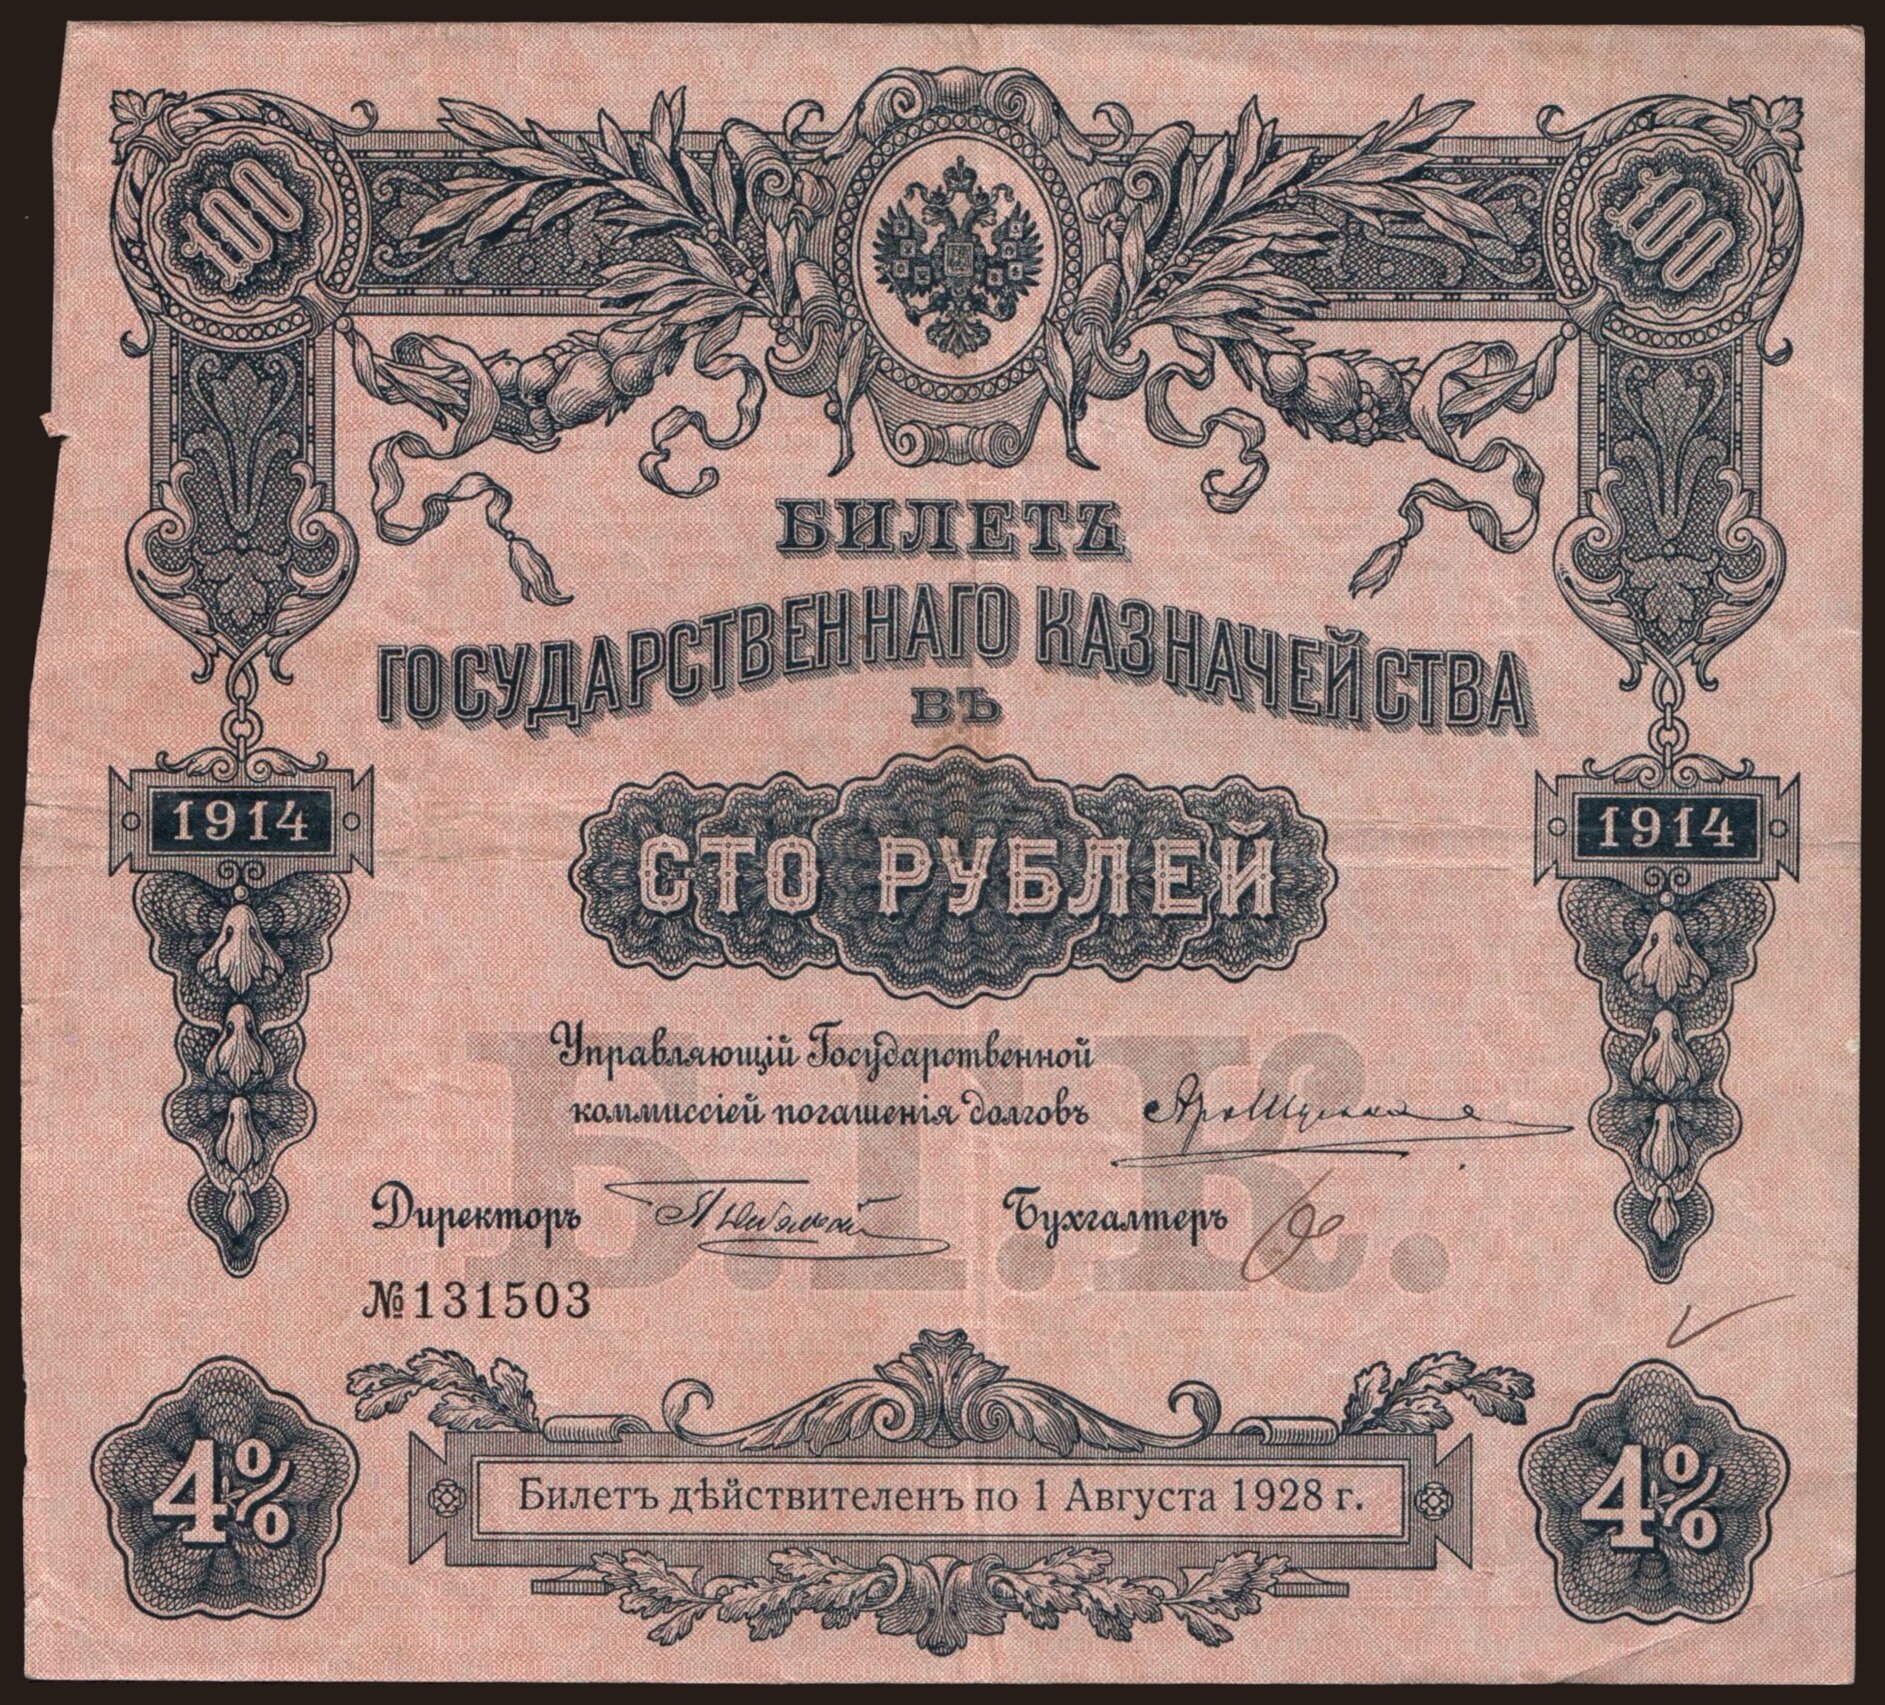 100 100
БИЛЕТЪ
ГОСУДАРСТВЕННАГО КАЗНАЧЕЙСТВА
ВЪ
1914 1914
СТО РУБЛЕЙ
Управляющій Государственной
коммиссіей погашенія долговъ
Б.Г.К.
Директоръ Бухгалтеръ
№131503
4% 4%
Билетъ дѣйствителенъ по 1 Августа 1928 г.